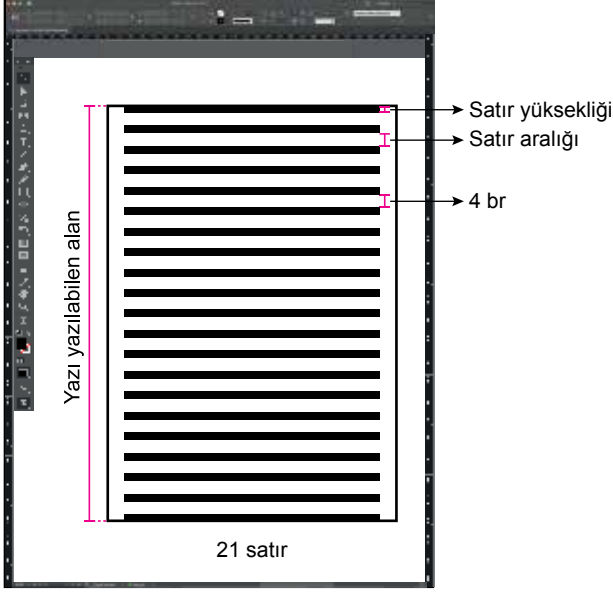 Satır yüksekliği
Satır aralığı
4 br
Yazı yazılabilen alan
21 satır